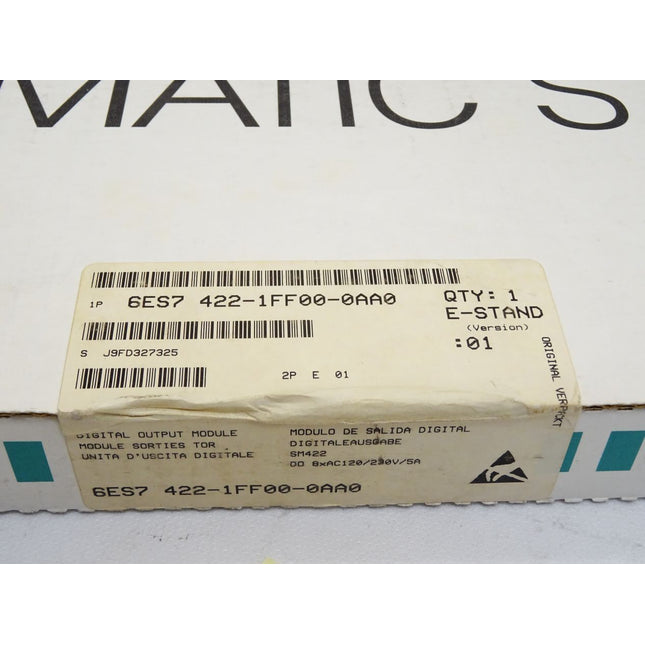 MATIC S
1P 6ES7 422-1FF00-0AA0
QTY: 1
E-STAND
(Version)
:01
S J9FD327325
2P E 01
ORIGINAL VERPACKT
DIGITAL OUTPUT MODULE
MODULE SORTIES TOR
UNITA D'USCITA DIGITALE
MODULO DE SALIDA DIGITAL
DIGITALEAUSGABE
SM422
DO 8xAC120/230V/5A
6ES7 422-1FF00-0AA0